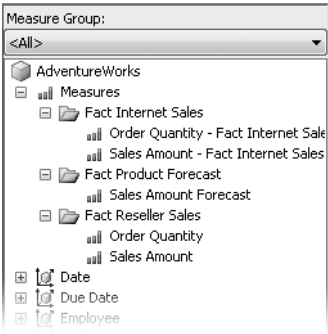 Measure Group:
<All>
AdventureWorks
Measures
Fact Internet Sales
Order Quantity - Fact Internet Sale
Sales Amount - Fact Internet Sales
Fact Product Forecast
Sales Amount Forecast
Fact Reseller Sales
Order Quantity
Sales Amount
Date
Due Date
Employee